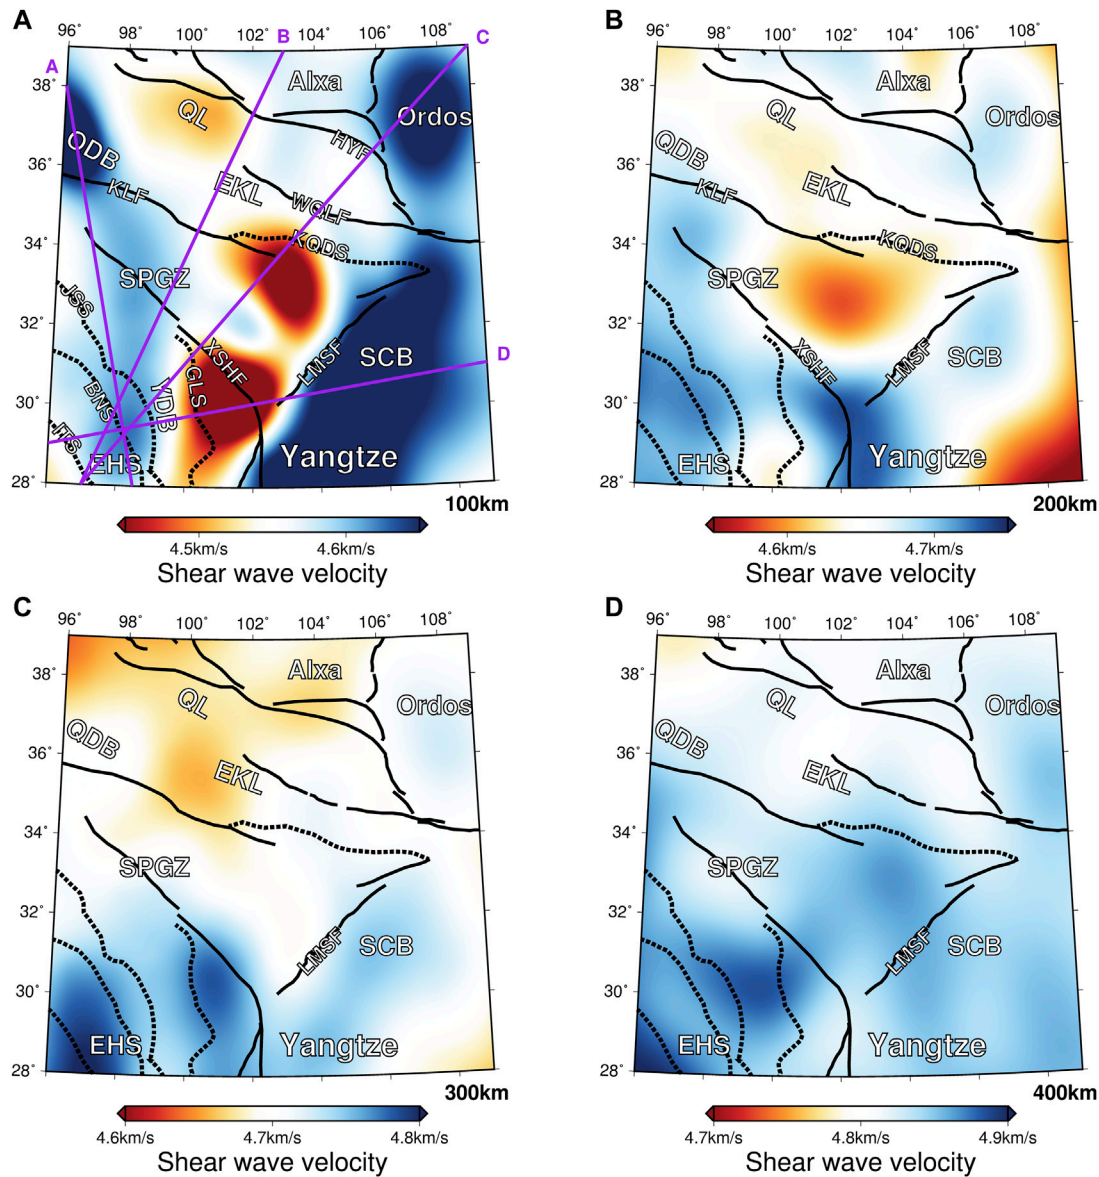 A
96° 98° 100° 102° 104° 106° 108°
B
C
A
38°
Alxa
QL
Ordos
QDB
HYF
36°
KLF
EKL
WQLF
34°
KQDS
SPGZ
JSS
32°
XSHF
LMSF
SCB
D
GLS
BNS
YDB
30°
ITS
EHS
Yangtze
28°
100km
4.5km/s 4.6km/s
Shear wave velocity
B
96° 98° 100° 102° 104° 106° 108°
38°
Alxa
QL
Ordos
QDB
36°
KLF
EKL
34°
KQDS
SPGZ
32°
XSHF
LMSF
SCB
30°
EHS
Yangtze
28°
200km
4.6km/s 4.7km/s
Shear wave velocity
C
96° 98° 100° 102° 104° 106° 108°
38°
Alxa
QL
Ordos
QDB
36°
EKL
34°
SPGZ
32°
LMSF
SCB
30°
EHS
Yangtze
28°
300km
4.6km/s 4.7km/s 4.8km/s
Shear wave velocity
D
96° 98° 100° 102° 104° 106° 108°
38°
Alxa
QL
Ordos
QDB
36°
EKL
34°
SPGZ
32°
LMSF
SCB
30°
EHS
Yangtze
28°
400km
4.7km/s 4.8km/s 4.9km/s
Shear wave velocity